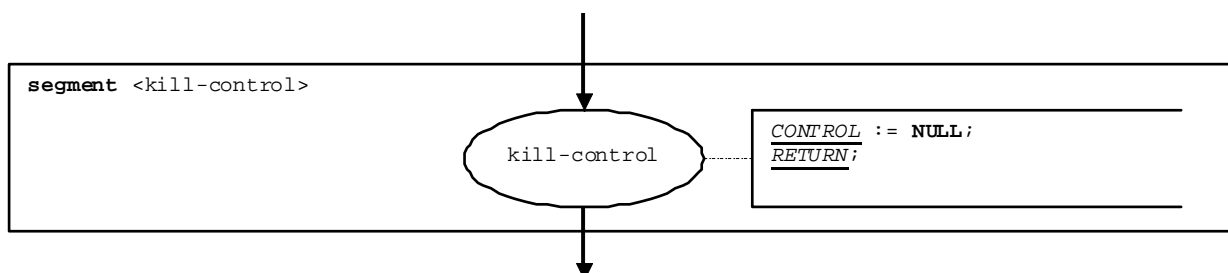 segment <kill-control>
kill-control
CONTROL := NULL;
RETURN;